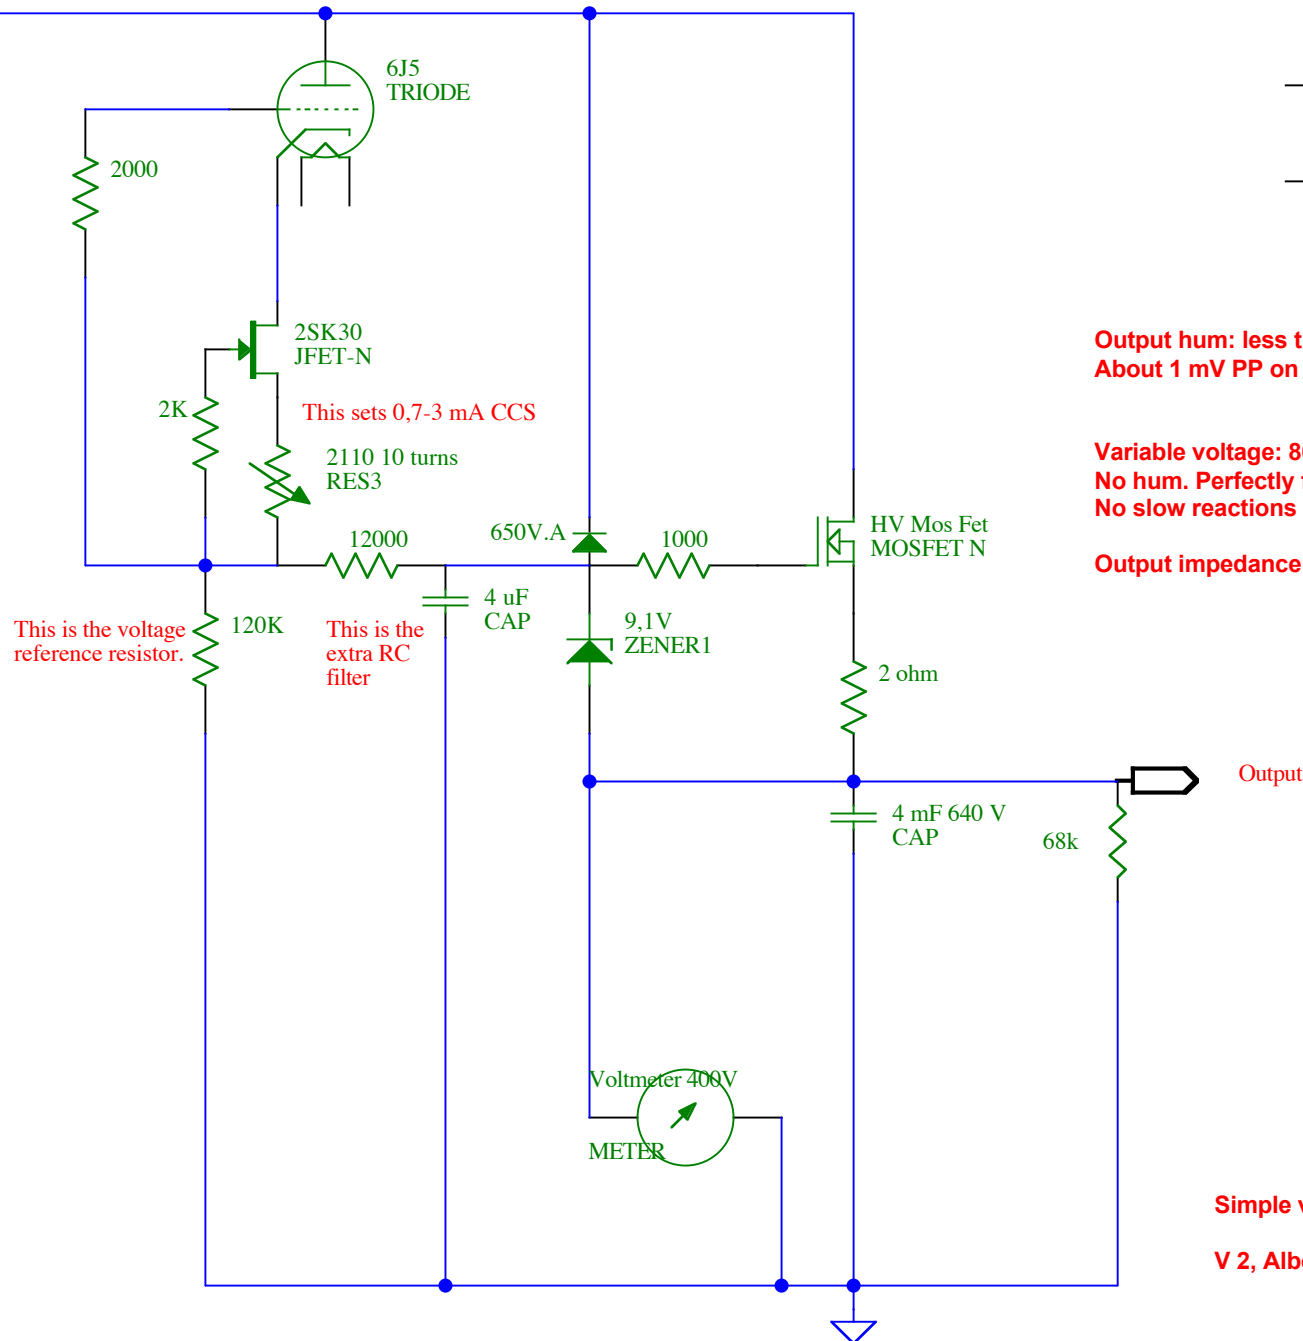 6J5
TRIODE
2000
2SK30
JFET-N
2K
This sets 0,7-3 mA CCS
2110 10 turns
RES3
12000
650V.A
1000
HV Mos Fet
MOSFET N
4 uF
CAP
9,1V
ZENER1
This is the voltage
reference resistor.
120K
This is the
extra RC
filter
2 ohm
Output
4 mF 640 V
CAP
68k
Voltmeter 400V
METER
Output hum: less
About 1 mV PP on
Variable voltage:
No hum. Perfectly
No slow reactions
Output impedance
Simple
V 2,